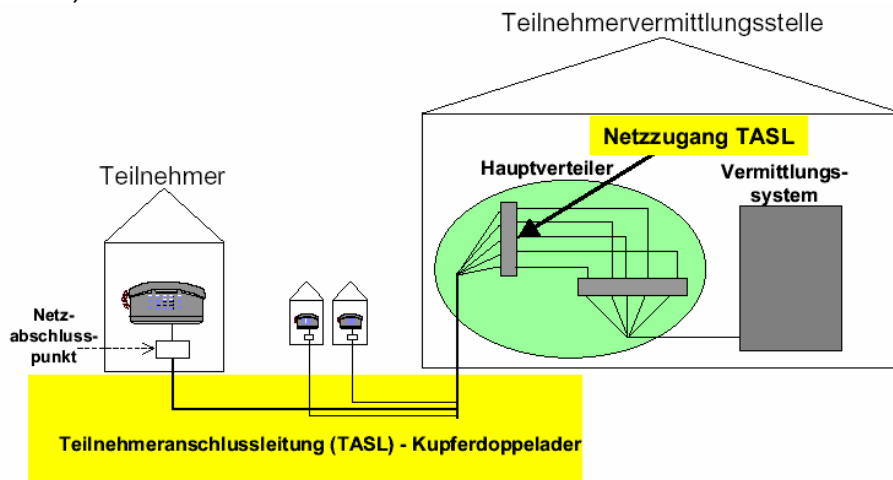 Teilnehmervermittlungsstelle
Netzzugang TASL
Hauptverteiler
Vermittlungs-
system
Teilnehmer
Netz-
abschluss-
punkt
Teilnehmeranschlussleitung (TASL) - Kupferdoppelader